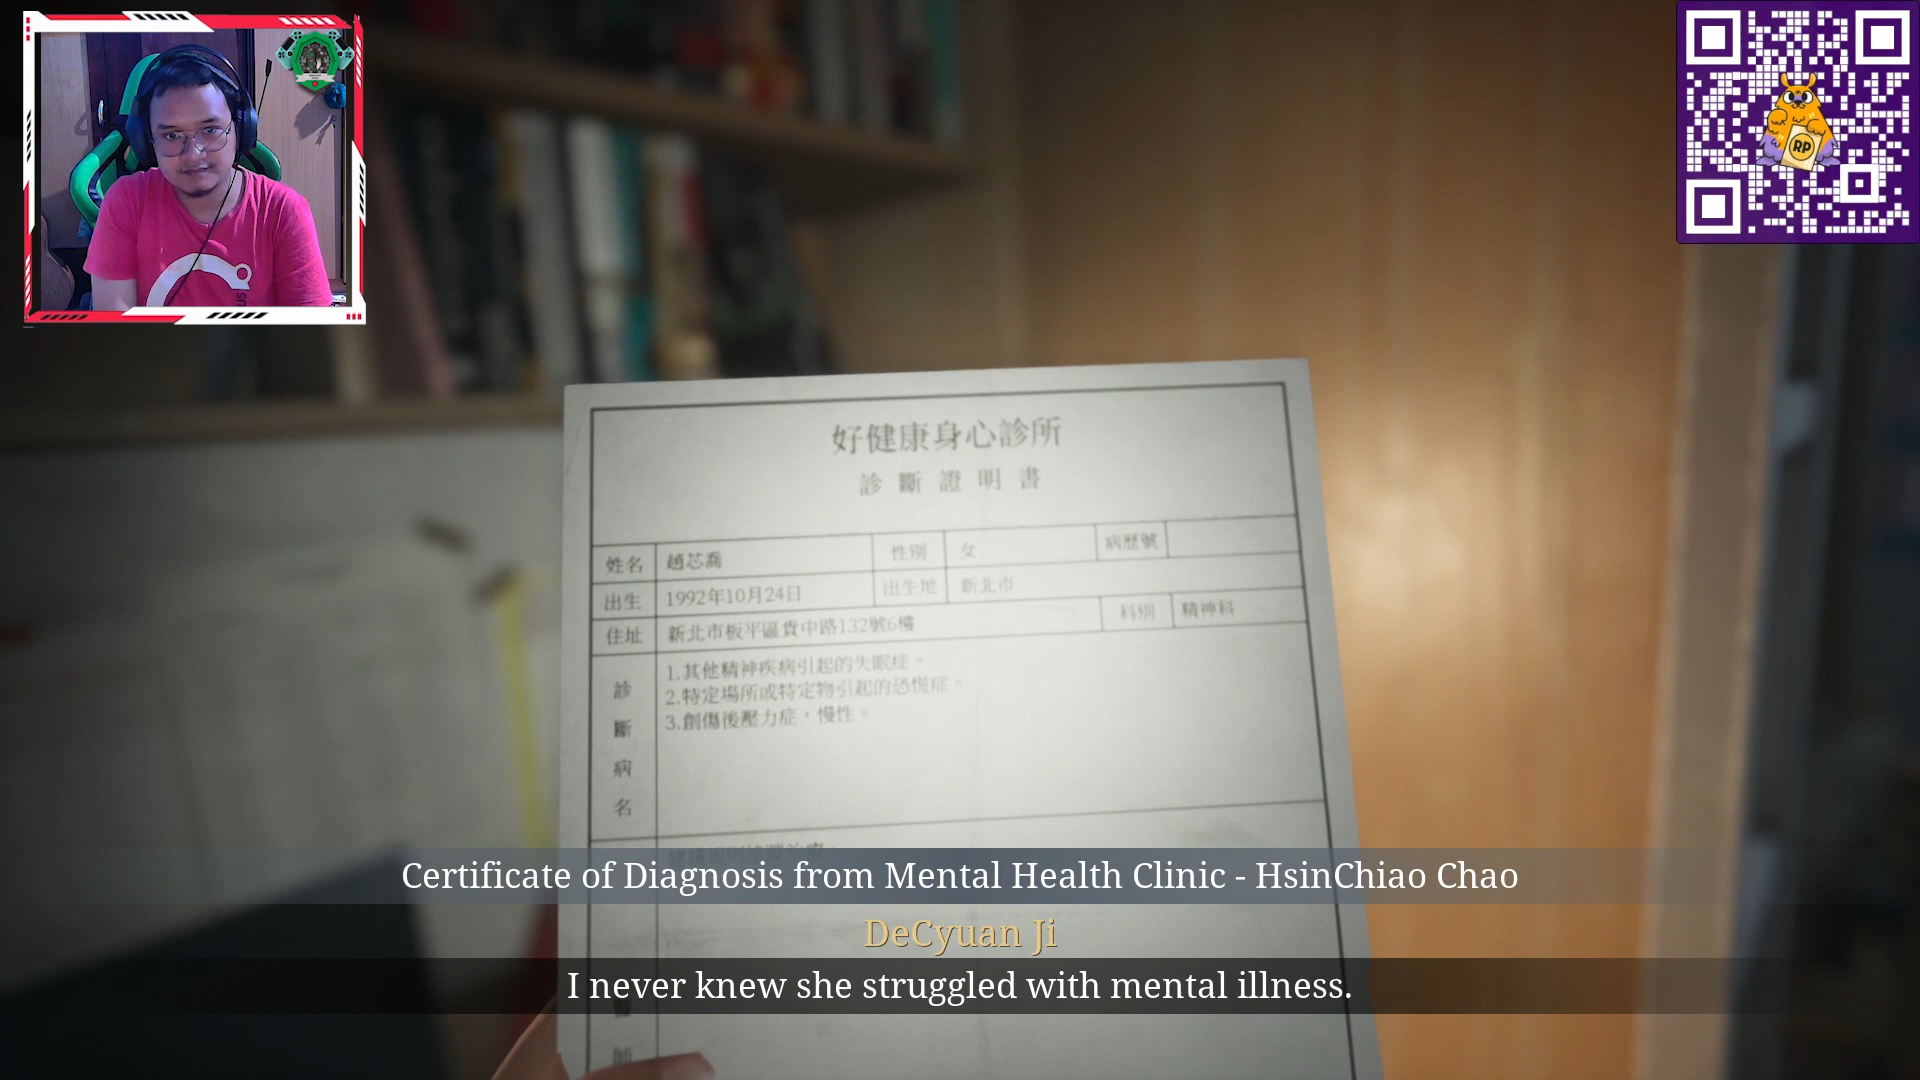 RP
好健康身心診所
診斷證明書
姓名 趙芯喬 性別 女 病歷號
出生 1992年10月24日 出生地 新北市
住址 新北市板平區貴中路132號6樓 科別 精神科
診斷病名
1.其他精神疾病引起的失眠症。
2.特定場所或特定物引起的恐慌症。
3.創傷後壓力症，慢性。
Certificate of Diagnosis from Mental Health Clinic - HsinChiao Chao
DeCyuan Ji
I never knew she struggled with mental illness.
師